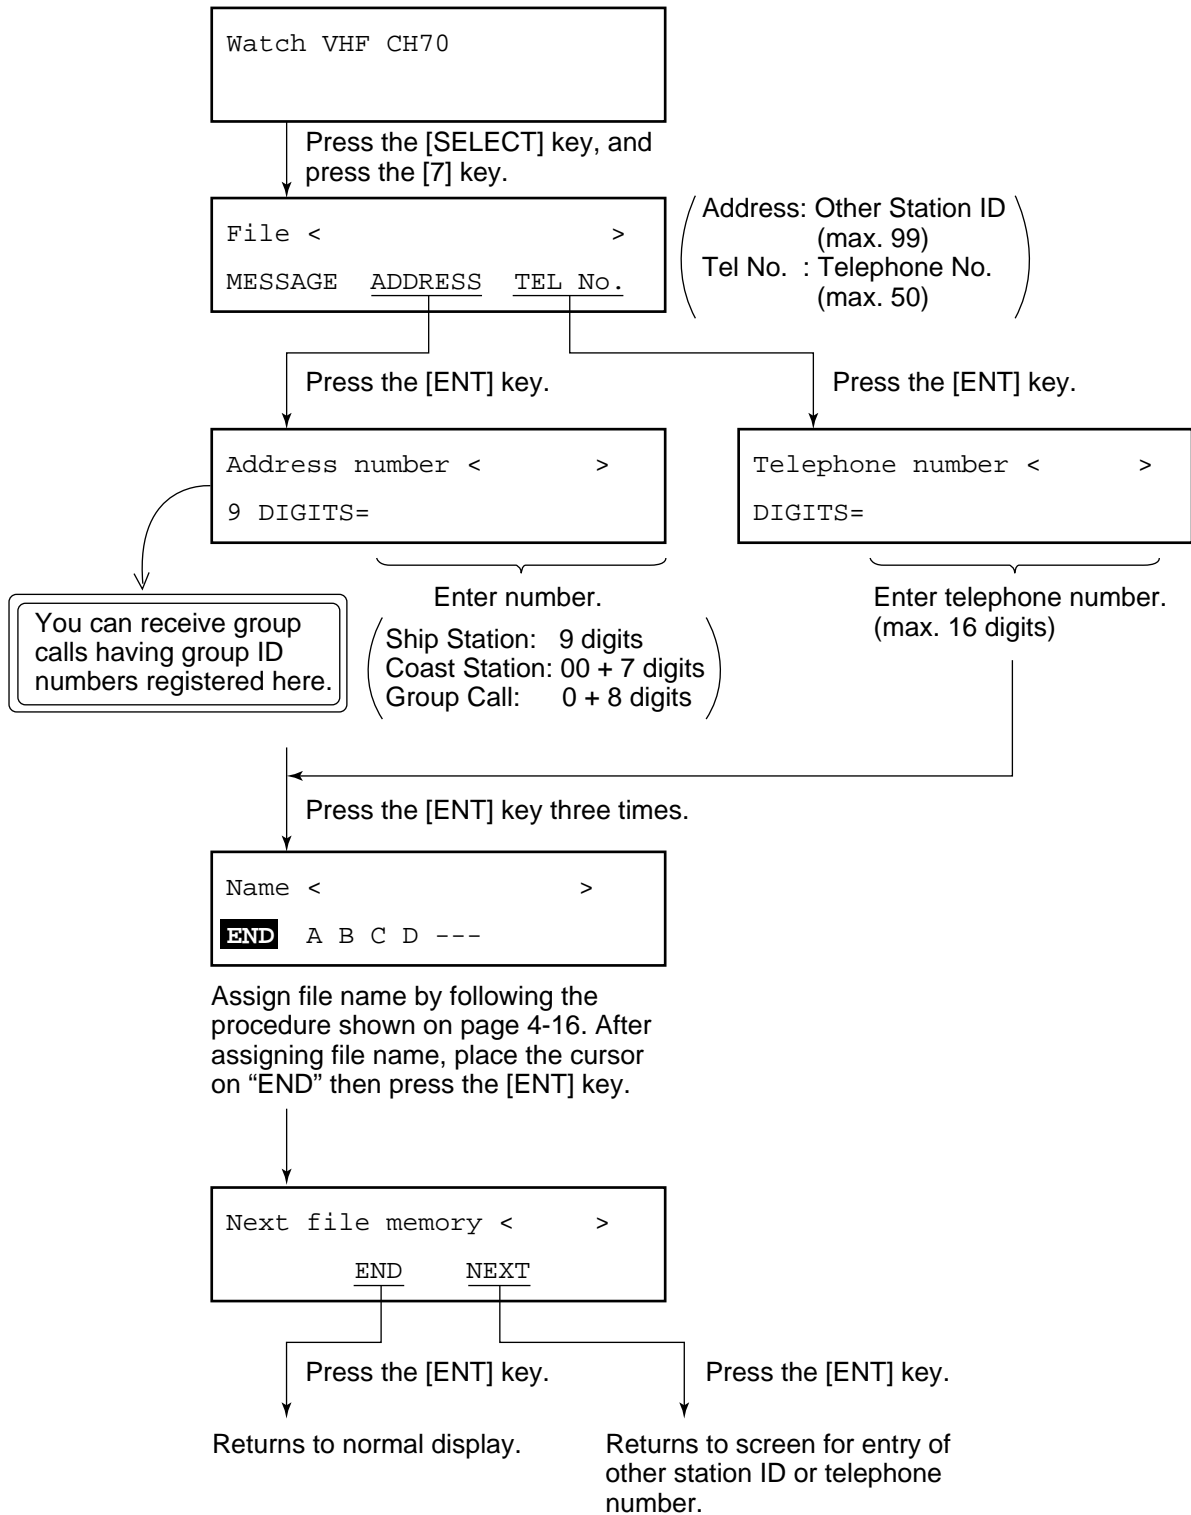 Watch VHF CH70
Press the [SELECT] key, and
press the [7] key.
File < >
MESSAGE ADDRESS TEL No.
Address: Other Station ID
(max. 99)
Tel No. : Telephone No.
(max. 50)
Press the [ENT] key.
Press the [ENT] key.
Address number < >
9 DIGITS=
Telephone number < >
DIGITS=
You can receive group
calls having group ID
numbers registered here.
Enter number.
Ship Station: 9 digits
Coast Station: 00 + 7 digits
Group Call: 0 + 8 digits
Enter telephone number.
(max. 16 digits)
Press the [ENT] key three times.
Name < >
END A B C D ---
Assign file name by following the
procedure shown on page 4-16. After
assigning file name, place the cursor
on “END” then press the [ENT] key.
Next file memory < >
END NEXT
Press the [ENT] key.
Press the [ENT] key.
Returns to normal display.
Returns to screen for entry of
other station ID or telephone
number.